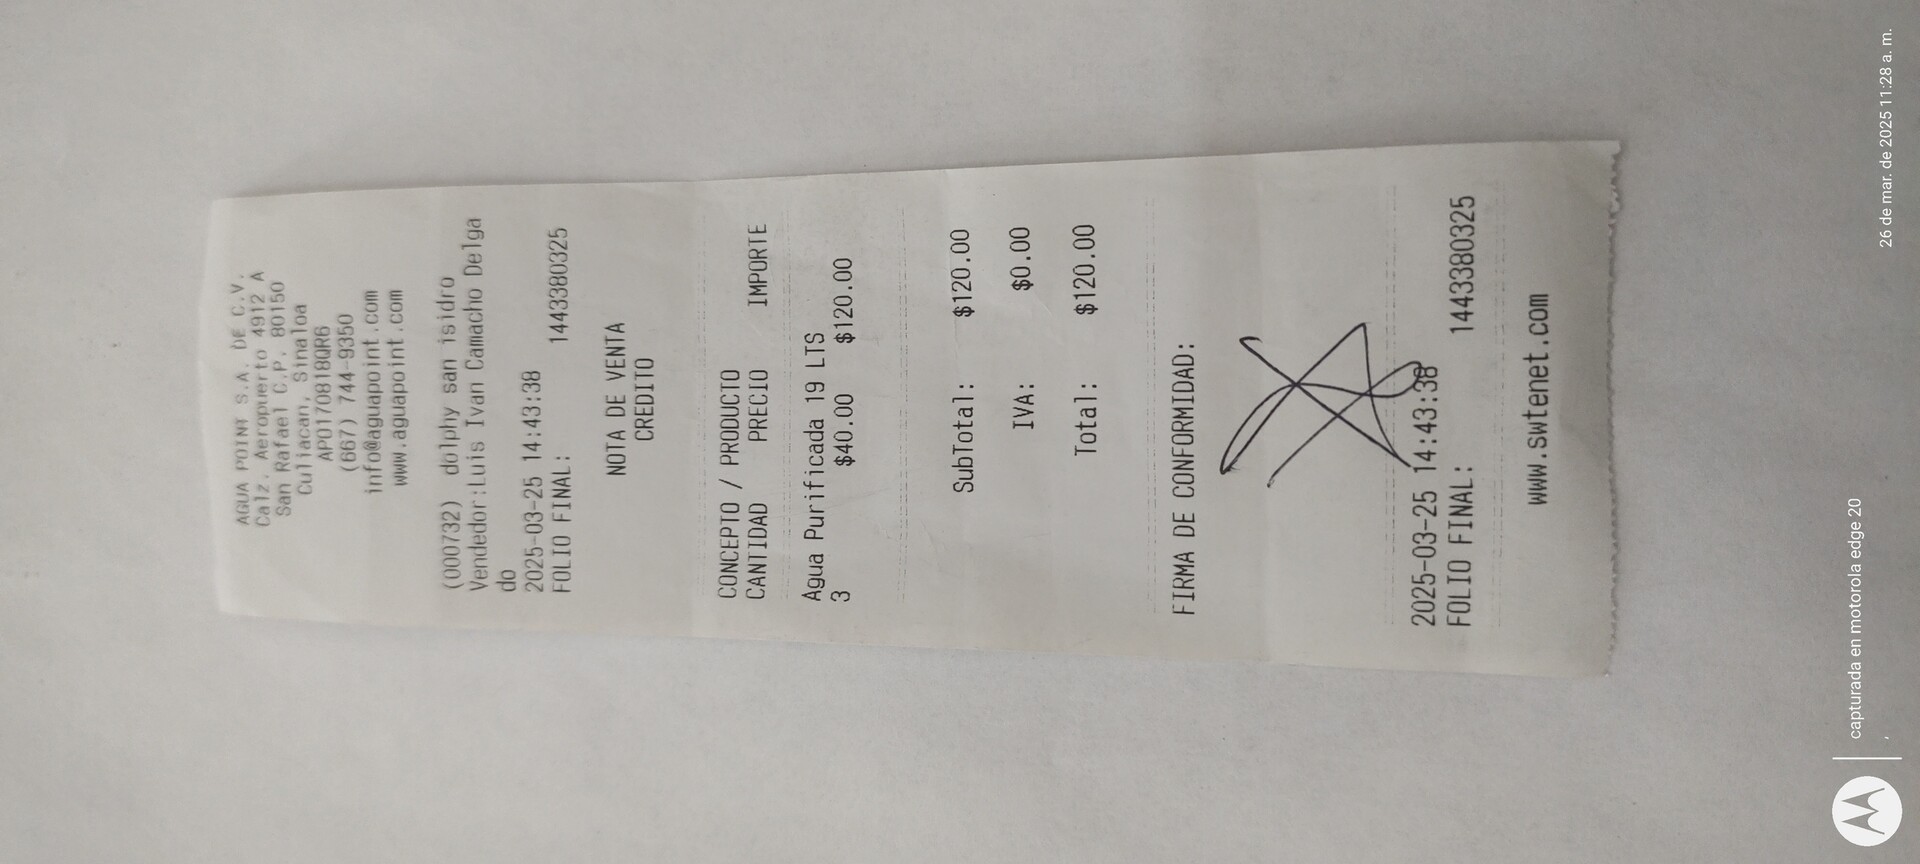 AGUA POINT S.A. DE C.V.
Calz. Aeropuerto 4912 A
San Rafael C.P. 80150
Culiacan, Sinaloa
APO170818QR6
(667) 744-9350
info@aguapoint.com
www.aguapoint.com
(000732) dolphy san isidro
Vendedor:Luis Ivan Camacho Delga
do
2025-03-25 14:43:38
FOLIO FINAL: 1443380325
NOTA DE VENTA
CREDITO
CONCEPTO / PRODUCTO
CANTIDAD PRECIO IMPORTE
Agua Purificada 19 LTS
3 $40.00 $120.00
SubTotal: $120.00
IVA: $0.00
Total: $120.00
FIRMA DE CONFORMIDAD:
2025-03-25 14:43:38
FOLIO FINAL: 1443380325
www.swtenet.com
capturada en motorola edge 20
26 de mar. de 2025 11:28 a. m.